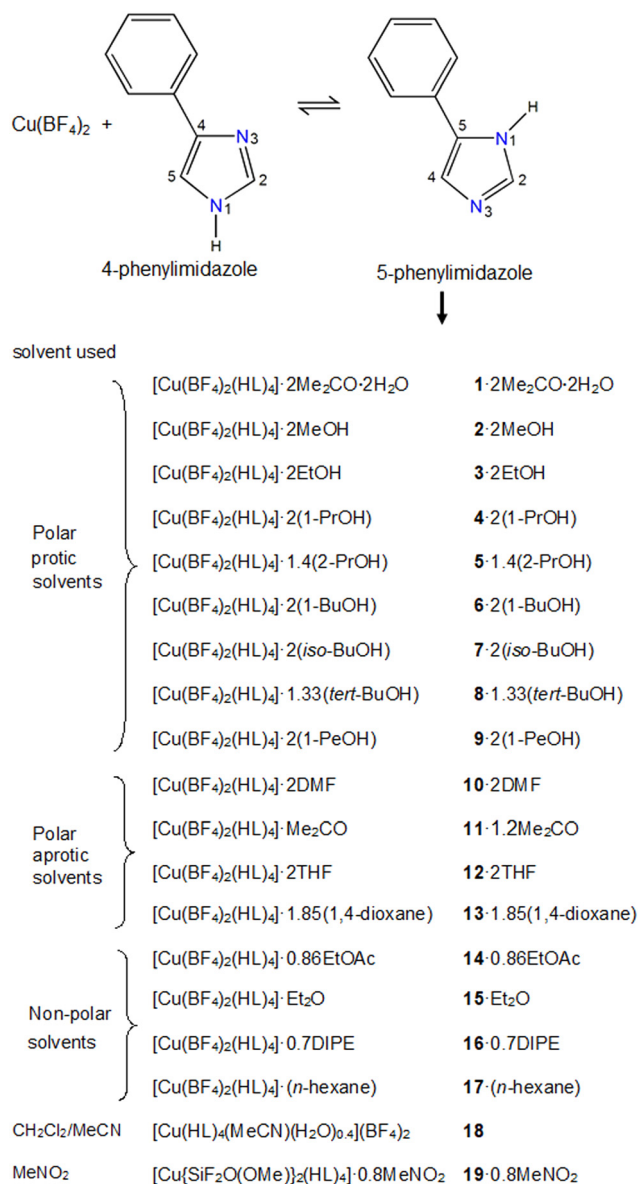 Cu(BF₄)₂ +
4
N3
5
2
N1
H
4-phenylimidazole
H
5
N1
4
2
N3
5-phenylimidazole
solvent used
Polar protic solvents
[Cu(BF₄)₂(HL)₄]·2Me₂CO·2H₂O 1·2Me₂CO·2H₂O
[Cu(BF₄)₂(HL)₄]·2MeOH 2·2MeOH
[Cu(BF₄)₂(HL)₄]·2EtOH 3·2EtOH
[Cu(BF₄)₂(HL)₄]·2(1-PrOH) 4·2(1-PrOH)
[Cu(BF₄)₂(HL)₄]·1.4(2-PrOH) 5·1.4(2-PrOH)
[Cu(BF₄)₂(HL)₄]·2(1-BuOH) 6·2(1-BuOH)
[Cu(BF₄)₂(HL)₄]·2(iso-BuOH) 7·2(iso-BuOH)
[Cu(BF₄)₂(HL)₄]·1.33(tert-BuOH) 8·1.33(tert-BuOH)
[Cu(BF₄)₂(HL)₄]·2(1-PeOH) 9·2(1-PeOH)
Polar aprotic solvents
[Cu(BF₄)₂(HL)₄]·2DMF 10·2DMF
[Cu(BF₄)₂(HL)₄]·Me₂CO 11·1.2Me₂CO
[Cu(BF₄)₂(HL)₄]·2THF 12·2THF
[Cu(BF₄)₂(HL)₄]·1.85(1,4-dioxane) 13·1.85(1,4-dioxane)
Non-polar solvents
[Cu(BF₄)₂(HL)₄]·0.86EtOAc 14·0.86EtOAc
[Cu(BF₄)₂(HL)₄]·Et₂O 15·Et₂O
[Cu(BF₄)₂(HL)₄]·0.7DIPE 16·0.7DIPE
[Cu(BF₄)₂(HL)₄]·(n-hexane) 17·(n-hexane)
CH₂Cl₂/MeCN [Cu(HL)₄(MeCN)(H₂O)₀.₄](BF₄)₂ 18
MeNO₂ [Cu{SiF₂O(OMe)}₂(HL)₄]·0.8MeNO₂ 19·0.8MeNO₂